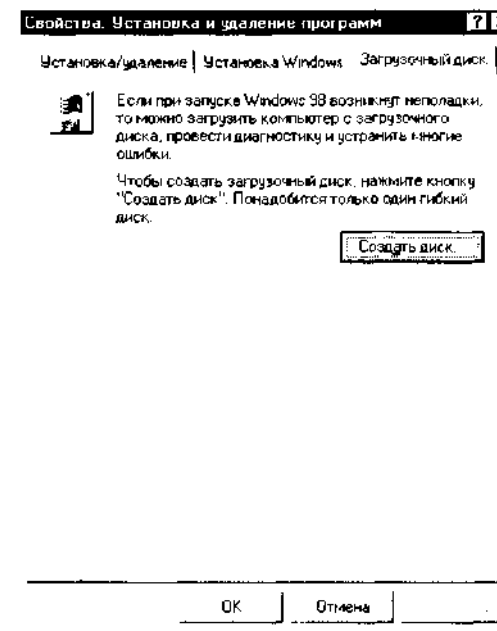 Свойства. Установка и удаление программ ?
Установка/удаление Установка Windows Загрузочный диск
Если при запуске Windows 98 возникнут неполадки,
то можно загрузить компьютер с загрузочного
диска, провести диагностику и устранить многие
ошибки.
Чтобы создать загрузочный диск, нажмите кнопку
"Создать диск". Понадобится только один гибкий
диск.
Создать диск.
OK Отмена